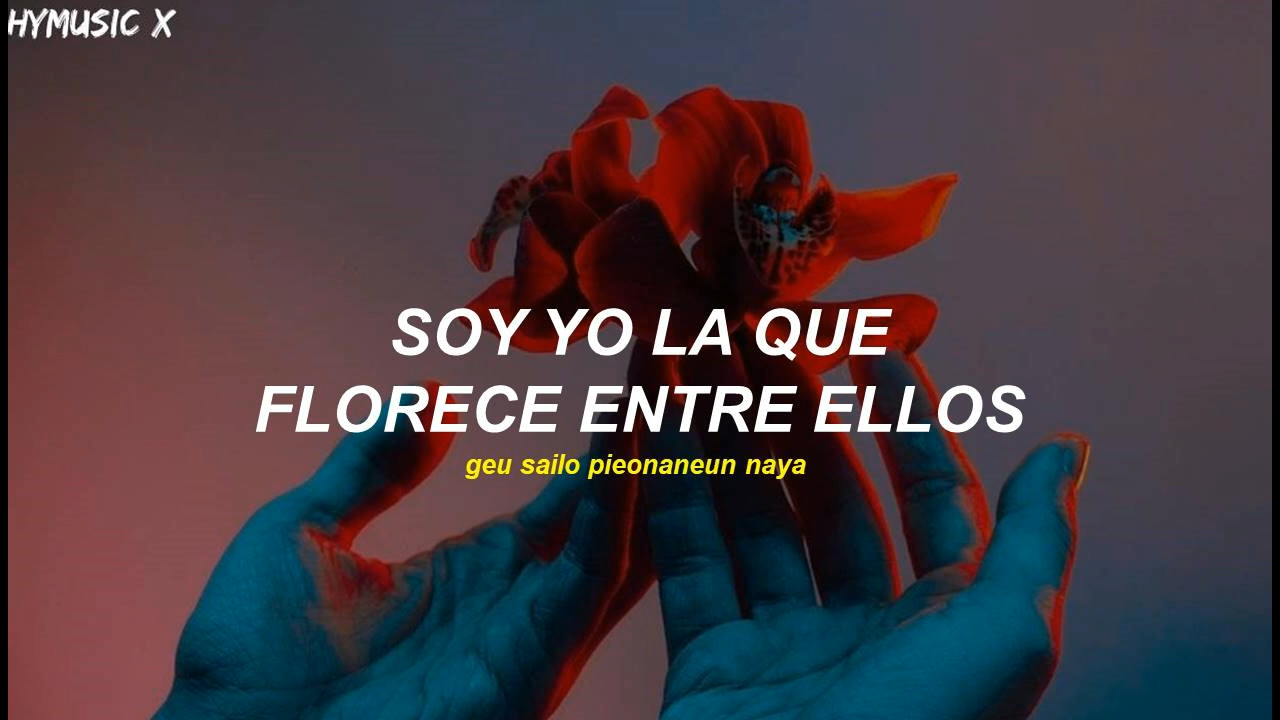 HYMUSIC X
SOY YO LA QUE
FLORECE ENTRE ELLOS
geu sailo pieonaneun naya